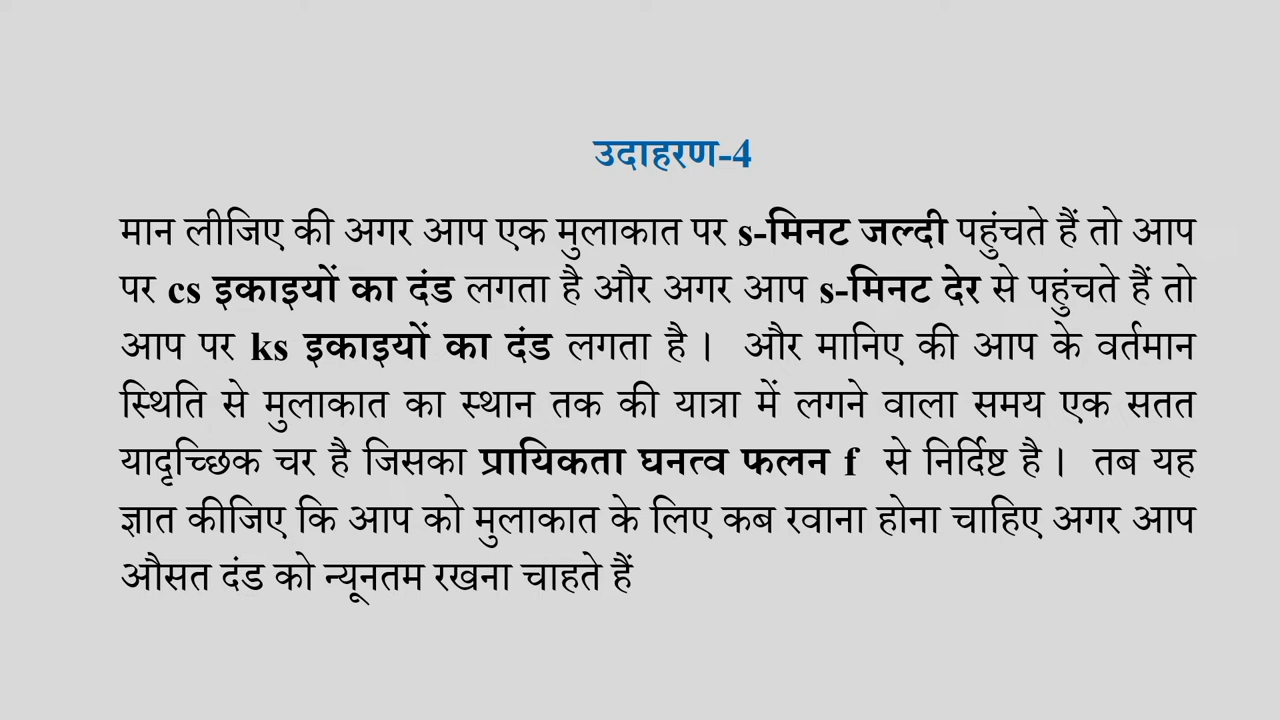 उदाहरण-4
मान लीजिए की अगर आप एक मुलाकात पर s-मिनट जल्दी पहुंचते हैं तो आप
पर cs इकाइयों का दंड लगता है और अगर आप s-मिनट देर से पहुंचते हैं तो
आप पर ks इकाइयों का दंड लगता है। और मानिए की आप के वर्तमान
स्थिति से मुलाकात का स्थान तक की यात्रा में लगने वाला समय एक सतत
यादृच्छिक चर है जिसका प्रायिकता घनत्व फलन f से निर्दिष्ट है। तब यह
ज्ञात कीजिए कि आप को मुलाकात के लिए कब रवाना होना चाहिए अगर आप
औसत दंड को न्यूनतम रखना चाहते हैं